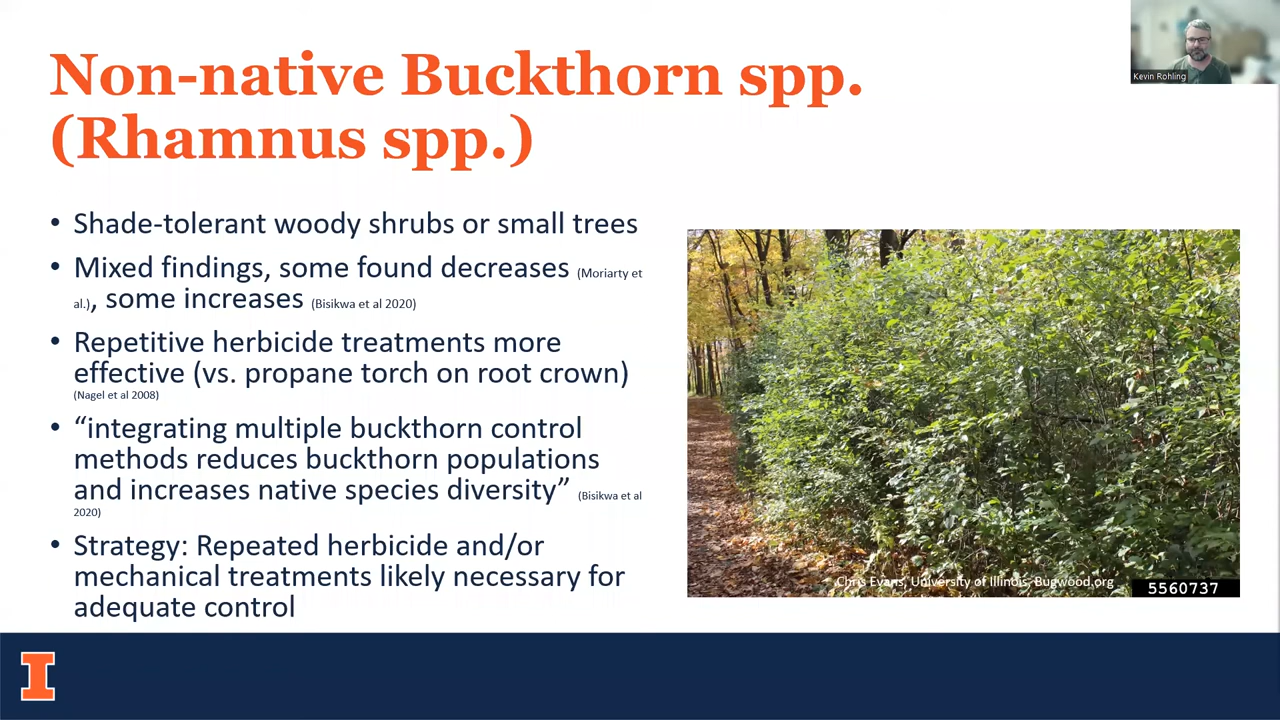 Non-native Buckthorn spp.
(Rhamnus spp.)
Kevin Rohling
• Shade-tolerant woody shrubs or small trees
• Mixed findings, some found decreases (Moriarty et
al.), some increases (Bisikwa et al 2020)
• Repetitive herbicide treatments more
effective (vs. propane torch on root crown)
(Nagel et al 2008)
• “integrating multiple buckthorn control
methods reduces buckthorn populations
and increases native species diversity” (Bisikwa et al
2020)
• Strategy: Repeated herbicide and/or
mechanical treatments likely necessary for
adequate control
Chris Evans, University of Illinois, Bugwood.org
5560737
I